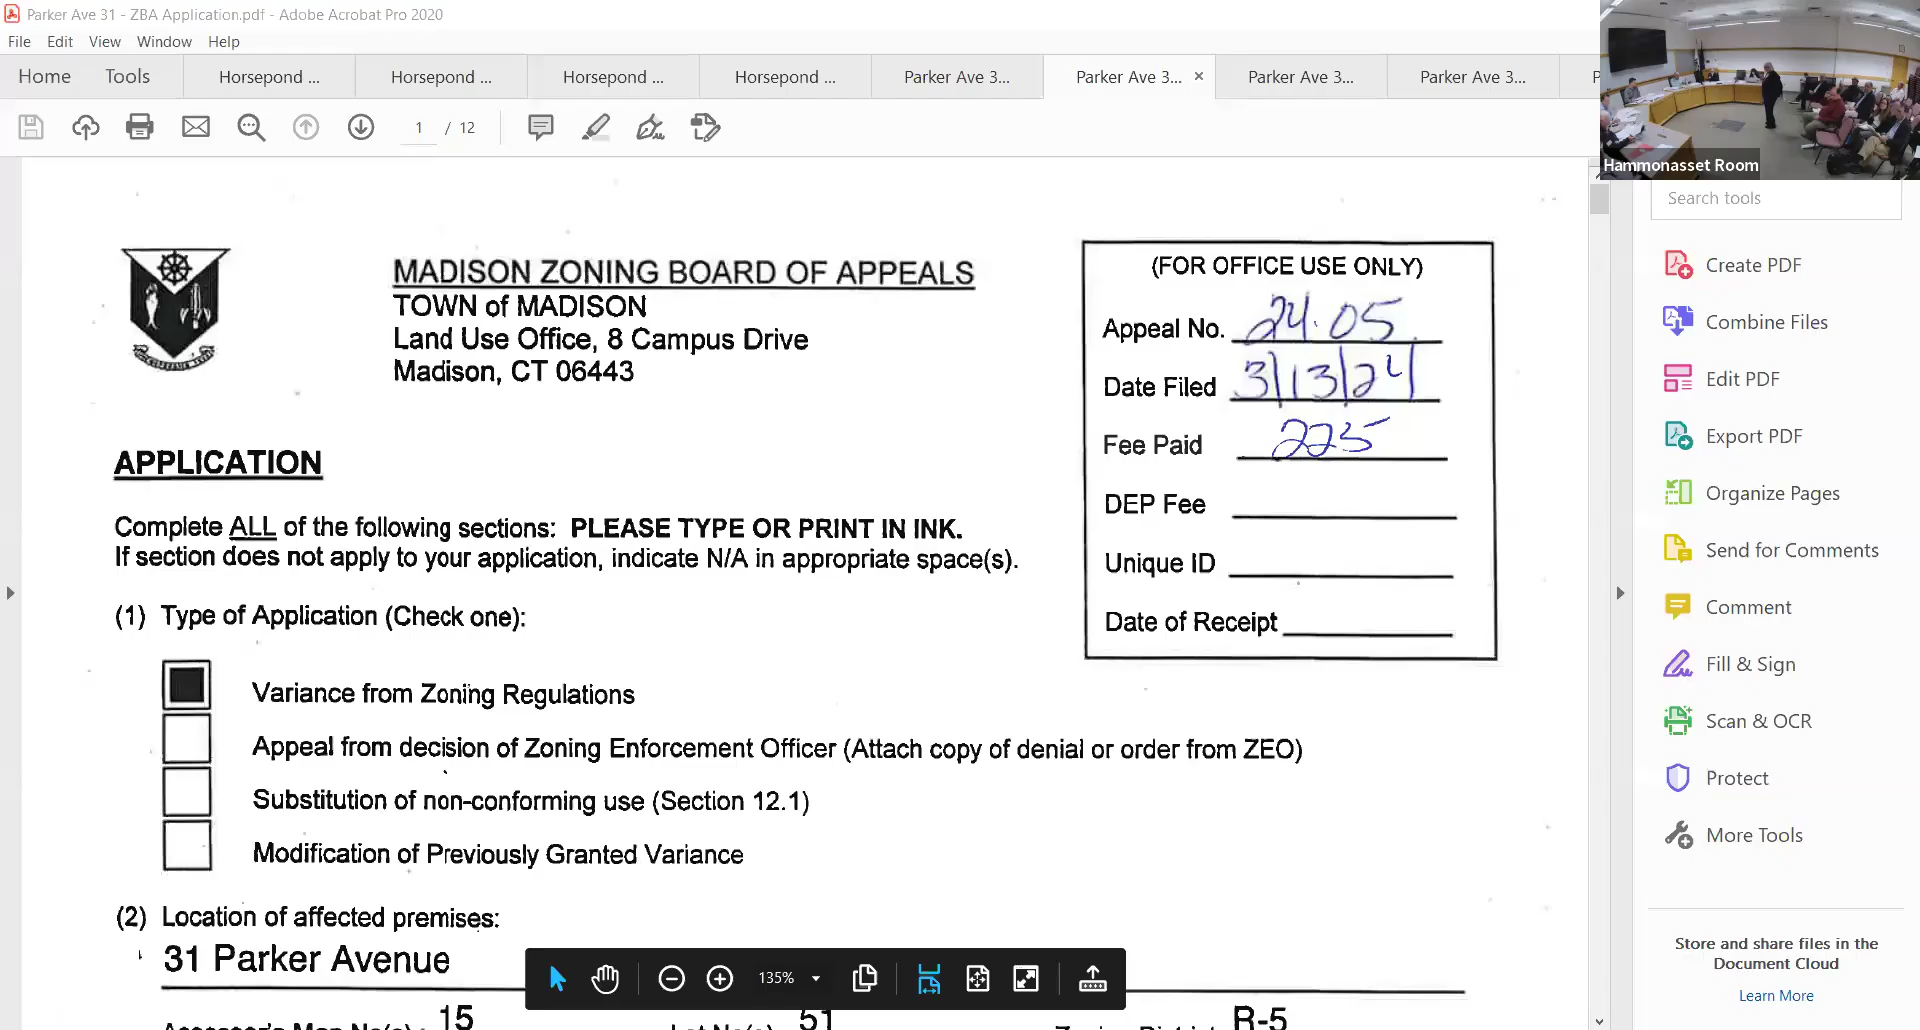 Parker Ave 31 - ZBA Application.pdf - Adobe Acrobat Pro 2020
File Edit View Window Help
Home Tools Horsepond ... Horsepond ... Horsepond ... Horsepond ... Parker Ave 3... Parker Ave 3... × Parker Ave 3... Parker Ave 3... P
1 / 12
Hammonasset Room
MADISON ZONING BOARD OF APPEALS
TOWN of MADISON
Land Use Office, 8 Campus Drive
Madison, CT 06443
(FOR OFFICE USE ONLY)
Appeal No. 24.05
Date Filed 3/13/24
Fee Paid 225
DEP Fee
Unique ID
Date of Receipt
APPLICATION
Complete ALL of the following sections: PLEASE TYPE OR PRINT IN INK.
If section does not apply to your application, indicate N/A in appropriate space(s).
(1) Type of Application (Check one):
Variance from Zoning Regulations
Appeal from decision of Zoning Enforcement Officer (Attach copy of denial or order from ZEO)
Substitution of non-conforming use (Section 12.1)
Modification of Previously Granted Variance
(2) Location of affected premises:
31 Parker Avenue
15 51 R-5
135%
Search tools
Create PDF
Combine Files
Edit PDF
Export PDF
Organize Pages
Send for Comments
Comment
Fill & Sign
Scan & OCR
Protect
More Tools
Store and share files in the
Document Cloud
Learn More